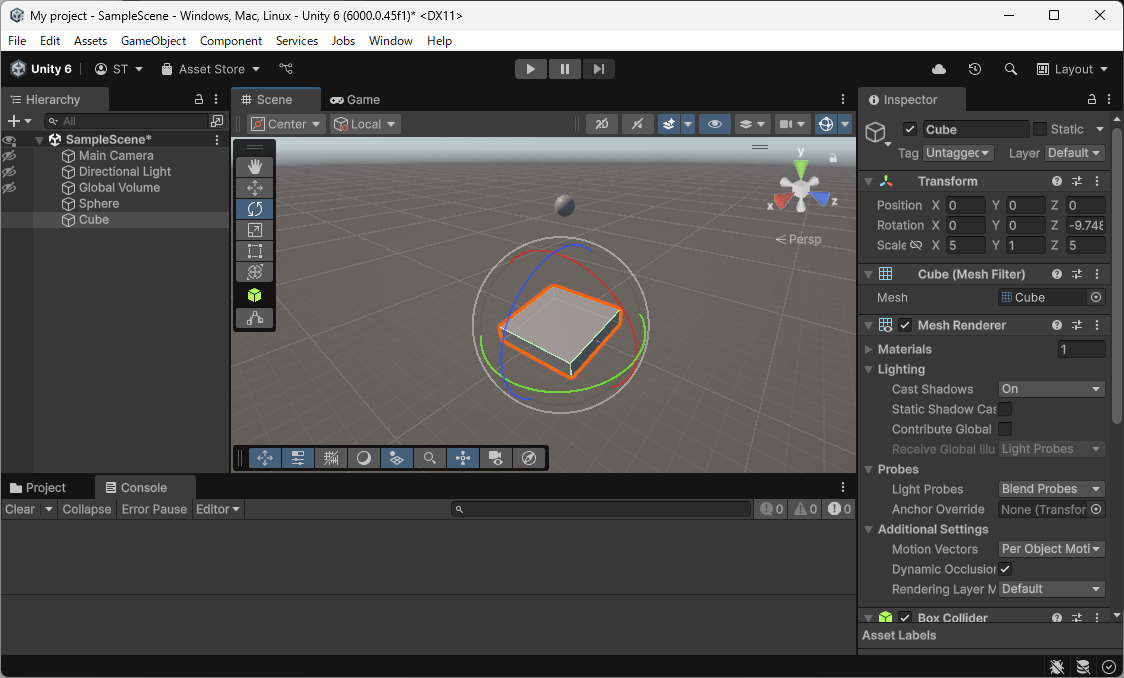 My project - SampleScene - Windows, Mac, Linux - Unity 6 (6000.0.45f1)* <DX11>
File Edit Assets GameObject Component Services Jobs Window Help
Unity 6 ST Asset Store Layout
Hierarchy
All
SampleScene*
Main Camera
Directional Light
Global Volume
Sphere
Cube
Scene Game
Center Local 2D
y
x
z
Persp
Project Console
Clear Collapse Error Pause Editor 0 0 0
Inspector
Cube Static
Tag Untagged Layer Default
Transform
Position X 0 Y 0 Z 0
Rotation X 0 Y 0 Z -9.748
Scale X 5 Y 1 Z 5
Cube (Mesh Filter)
Mesh Cube
Mesh Renderer
Materials 1
Lighting
Cast Shadows On
Static Shadow Cas
Contribute Global
Receive Global Illu Light Probes
Probes
Light Probes Blend Probes
Anchor Override None (Transfor
Additional Settings
Motion Vectors Per Object Moti
Dynamic Occlusion
Rendering Layer M Default
Box Collider
Asset Labels